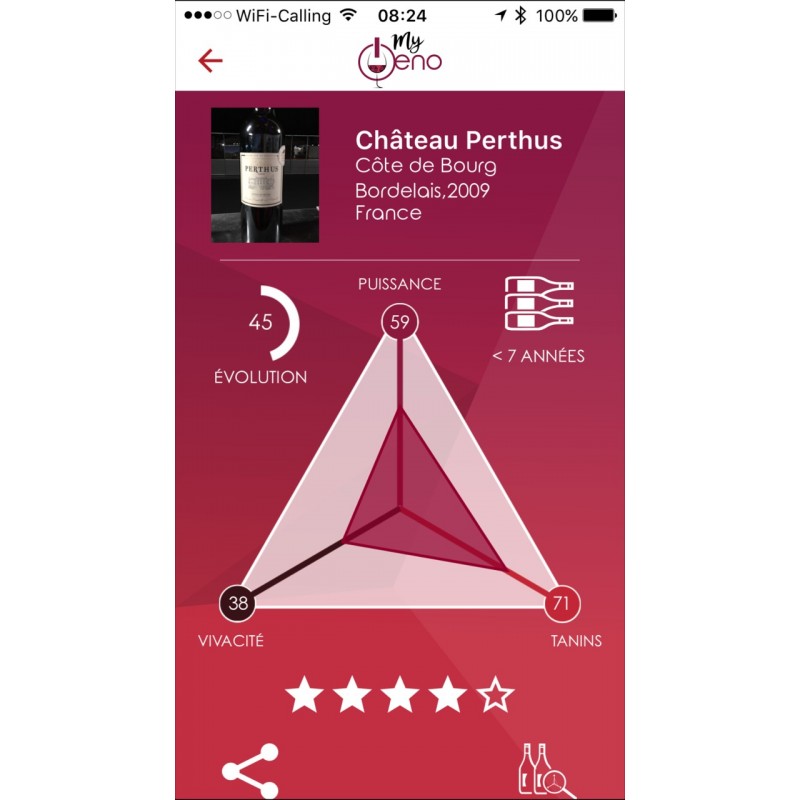 WiFi-Calling 08:24 100%
My
Oeno
Château Perthus
Côte de Bourg
Bordelais,2009
France
PERTHUS
PUISSANCE
59
45
ÉVOLUTION
< 7 ANNÉES
38
71
VIVACITÉ
TANINS